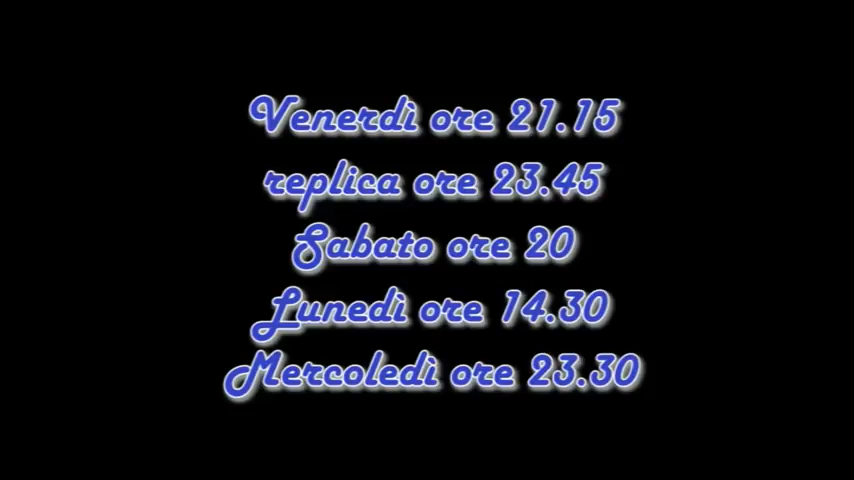 Venerdì ore 21.15
replica ore 23.45
Sabato ore 20
Lunedì ore 14.30
Mercoledì ore 23.30